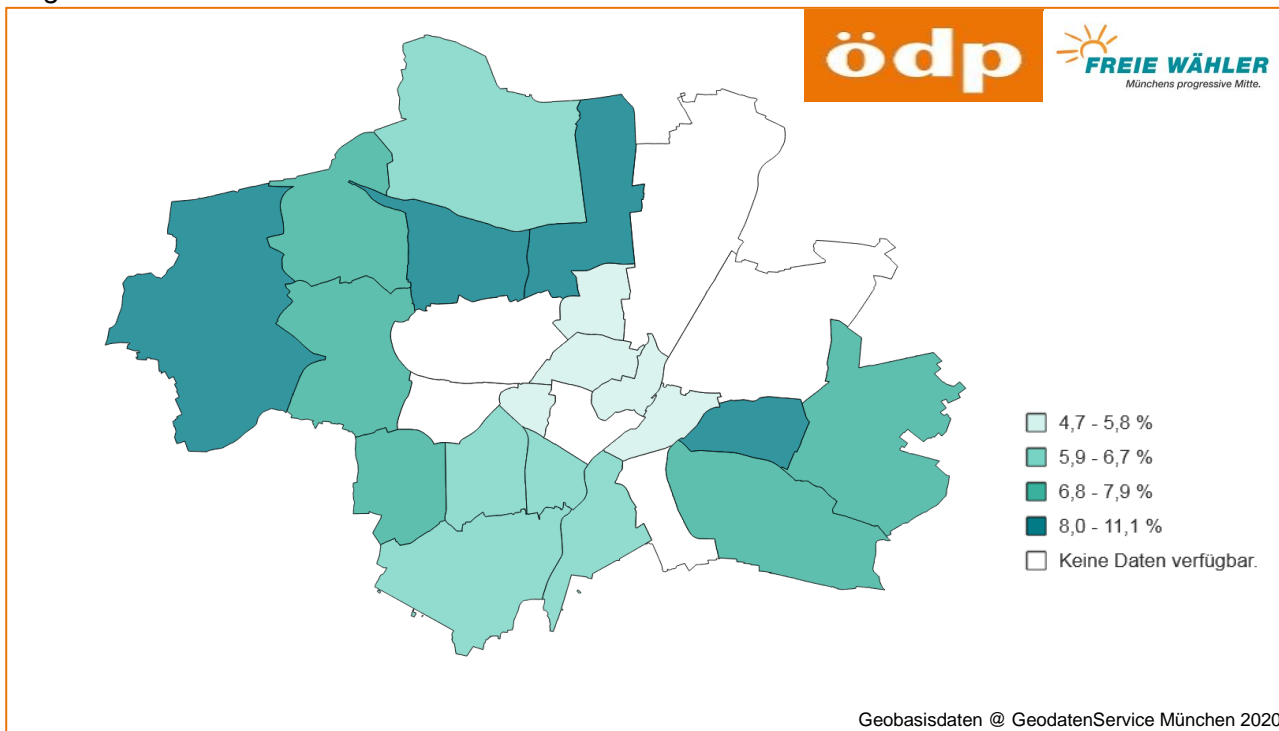 ödp
FREIE WÄHLER
Münchens progressive Mitte.
4,7 - 5,8 %
5,9 - 6,7 %
6,8 - 7,9 %
8,0 - 11,1 %
Keine Daten verfügbar.
Geobasisdaten @ GeodatenService München 2020